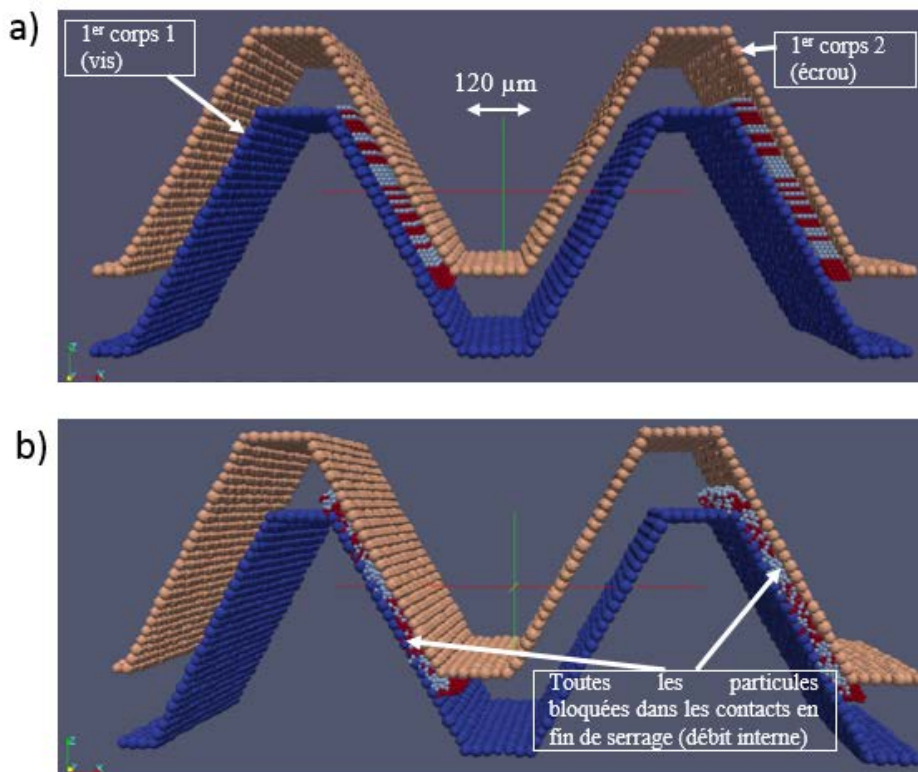 a)
1er corps 1
(vis)
120 µm
1er corps 2
(écrou)
b)
Toutes les particules
bloquées dans les contacts en
fin de serrage (débit interne)